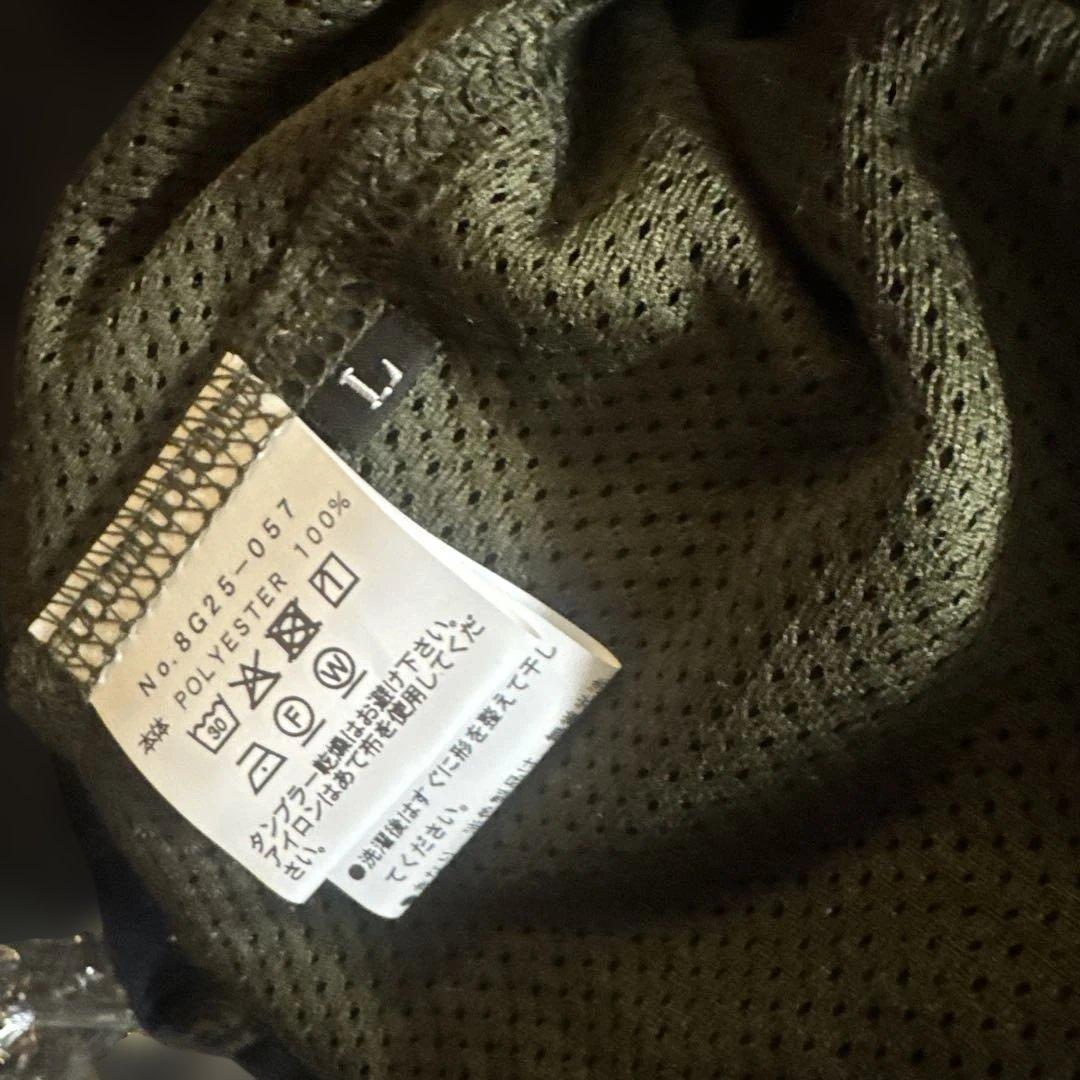 L
No.8G25-057
本体 POLYESTER 100%
30
F W
タンブラー乾燥はお避け下さい。
アイロンはあて布を使用してくだ
さい。
●洗濯後はすぐに形を整えて干し
てください。